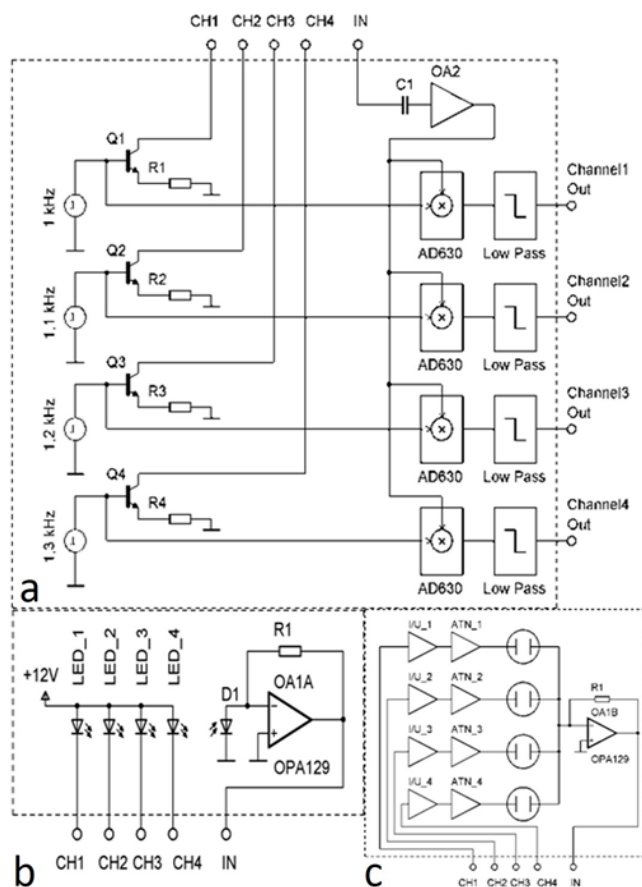 CH1 CH2 CH3 CH4 IN
C1
OA2
Q1
R1
1 kHz
AD630
Low Pass
Channel1
Out
Q2
R2
1,1 kHz
AD630
Low Pass
Channel2
Out
Q3
R3
1,2 kHz
AD630
Low Pass
Channel3
Out
Q4
R4
1,3 kHz
AD630
Low Pass
Channel4
Out
a
LED_1
LED_2
LED_3
LED_4
+12V
R1
D1
OA1A
OPA129
CH1 CH2 CH3 CH4 IN
b
I/U_1 ATN_1
I/U_2 ATN_2
I/U_3 ATN_3
I/U_4 ATN_4
R1
OA1B
OPA129
CH1 CH2 CH3 CH4 IN
c